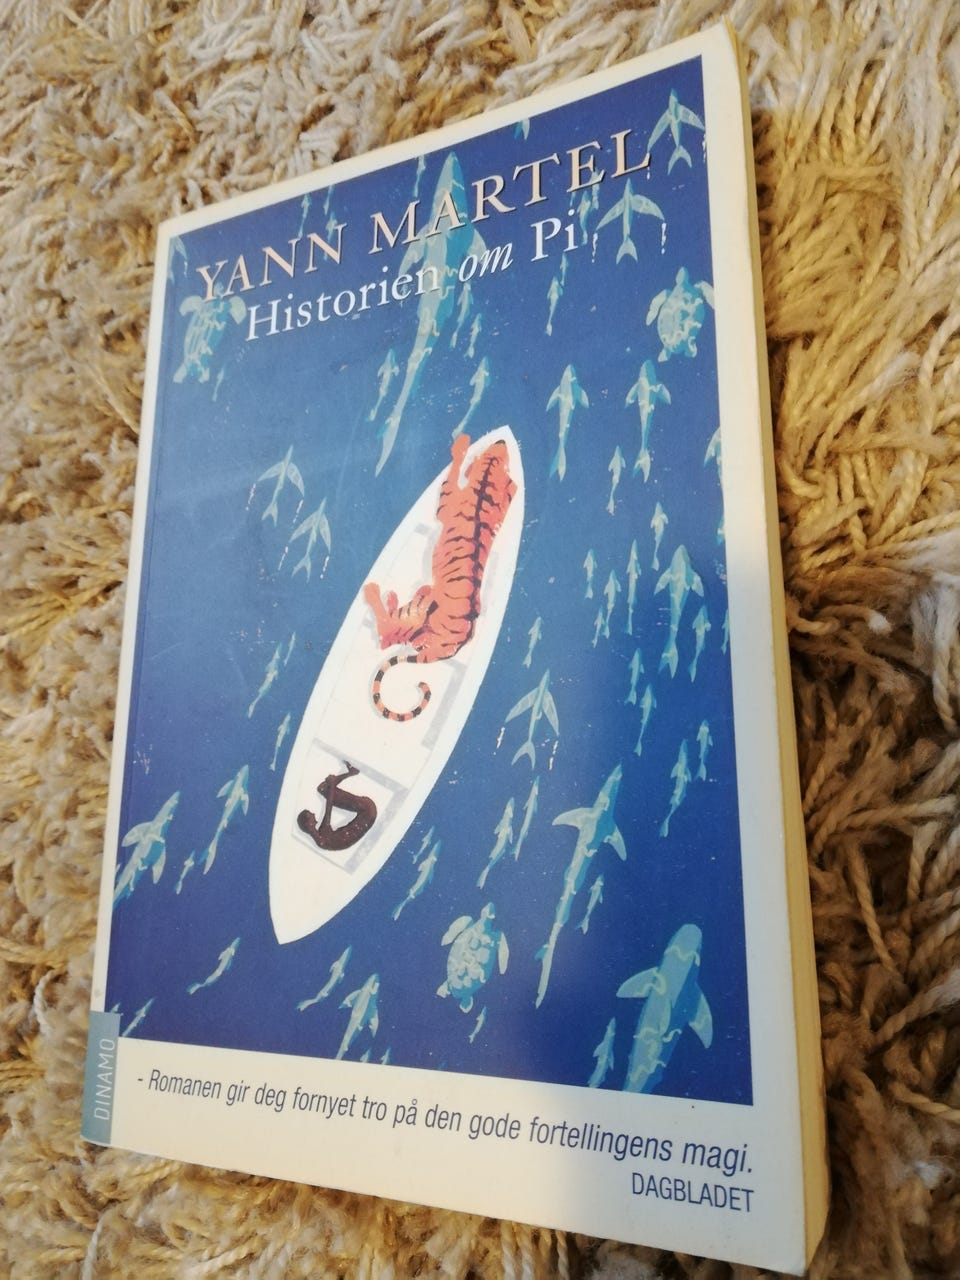 YANN MARTEL
Historien om Pi
DINAMO
- Romanen gir deg fornyet tro på den gode fortellingens magi.
DAGBLADET